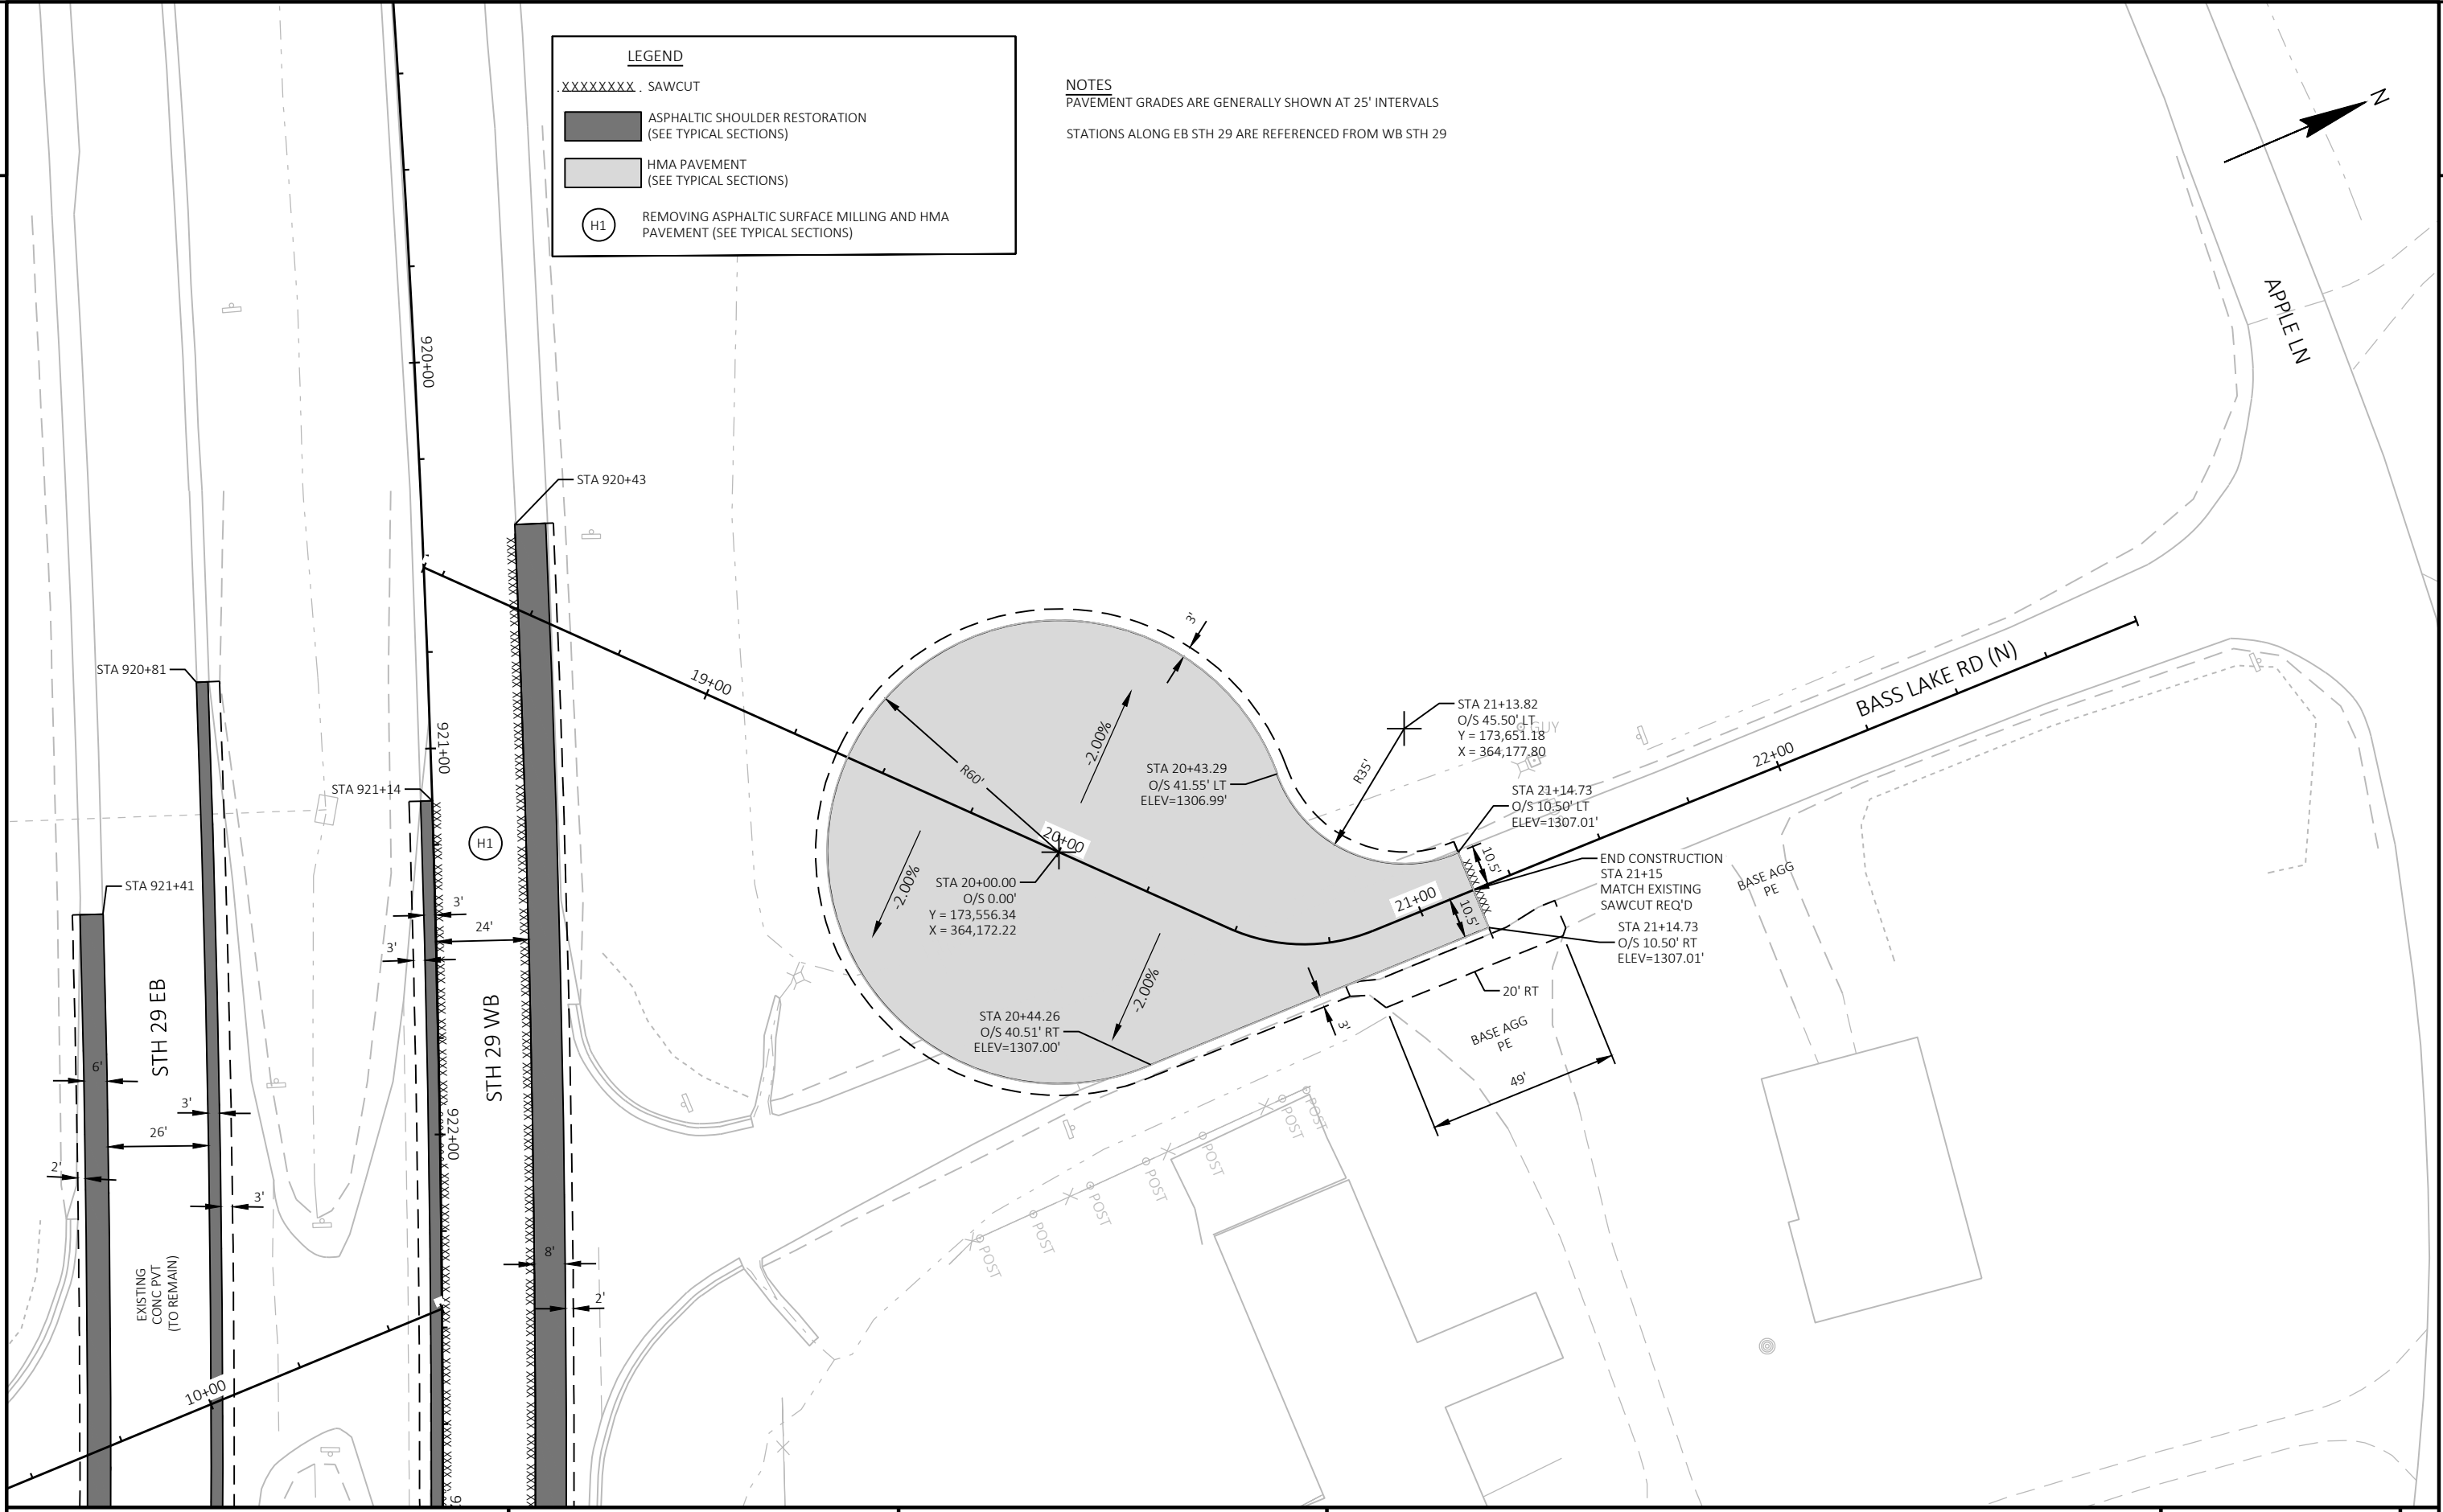 LEGEND
XXXXXXXX SAWCUT
ASPHALTIC SHOULDER RESTORATION
(SEE TYPICAL SECTIONS)
HMA PAVEMENT
(SEE TYPICAL SECTIONS)
H1
REMOVING ASPHALTIC SURFACE MILLING AND HMA
PAVEMENT (SEE TYPICAL SECTIONS)
NOTES
PAVEMENT GRADES ARE GENERALLY SHOWN AT 25' INTERVALS
STATIONS ALONG EB STH 29 ARE REFERENCED FROM WB STH 29
N
APPLE LN
920+00
STA 920+43
STA 920+81
19+00
921+00
STA 921+14
H1
STA 921+41
3'
R60'
-2.00%
20+00
STA 20+00.00
O/S 0.00'
Y = 173,556.34
X = 364,172.22
-2.00%
STA 20+43.29
O/S 41.55' LT
ELEV=1306.99'
R35'
STA 21+13.82
O/S 45.50' LT
Y = 173,651.18
X = 364,177.80
GUY
STA 21+14.73
O/S 10.50' LT
ELEV=1307.01'
BASS LAKE RD (N)
22+00
10.5'
END CONSTRUCTION
STA 21+15
MATCH EXISTING
SAWCUT REQ'D
21+00
10.5'
XXXXXXXX
STA 21+14.73
O/S 10.50' RT
ELEV=1307.01'
BASE AGG
PE
20' RT
BASE AGG
PE
49'
-2.00%
STA 20+44.26
O/S 40.51' RT
ELEV=1307.00'
3'
3'
24'
3'
STH 29 EB
STH 29 WB
6'
3'
26'
2'
3'
922+00
8'
2'
EXISTING
CONC PVT
(TO REMAIN)
10+00
POST
POST
POST
POST
POST
POST
POST